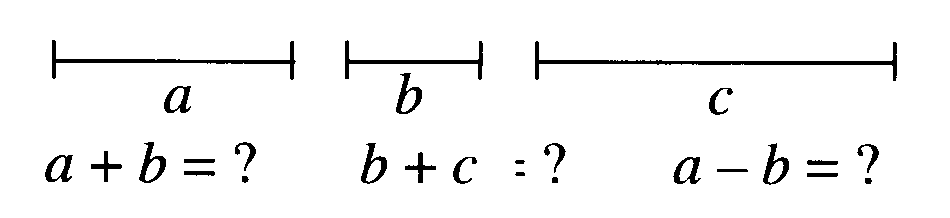 a b c
a + b = ? b + c = ? a − b = ?